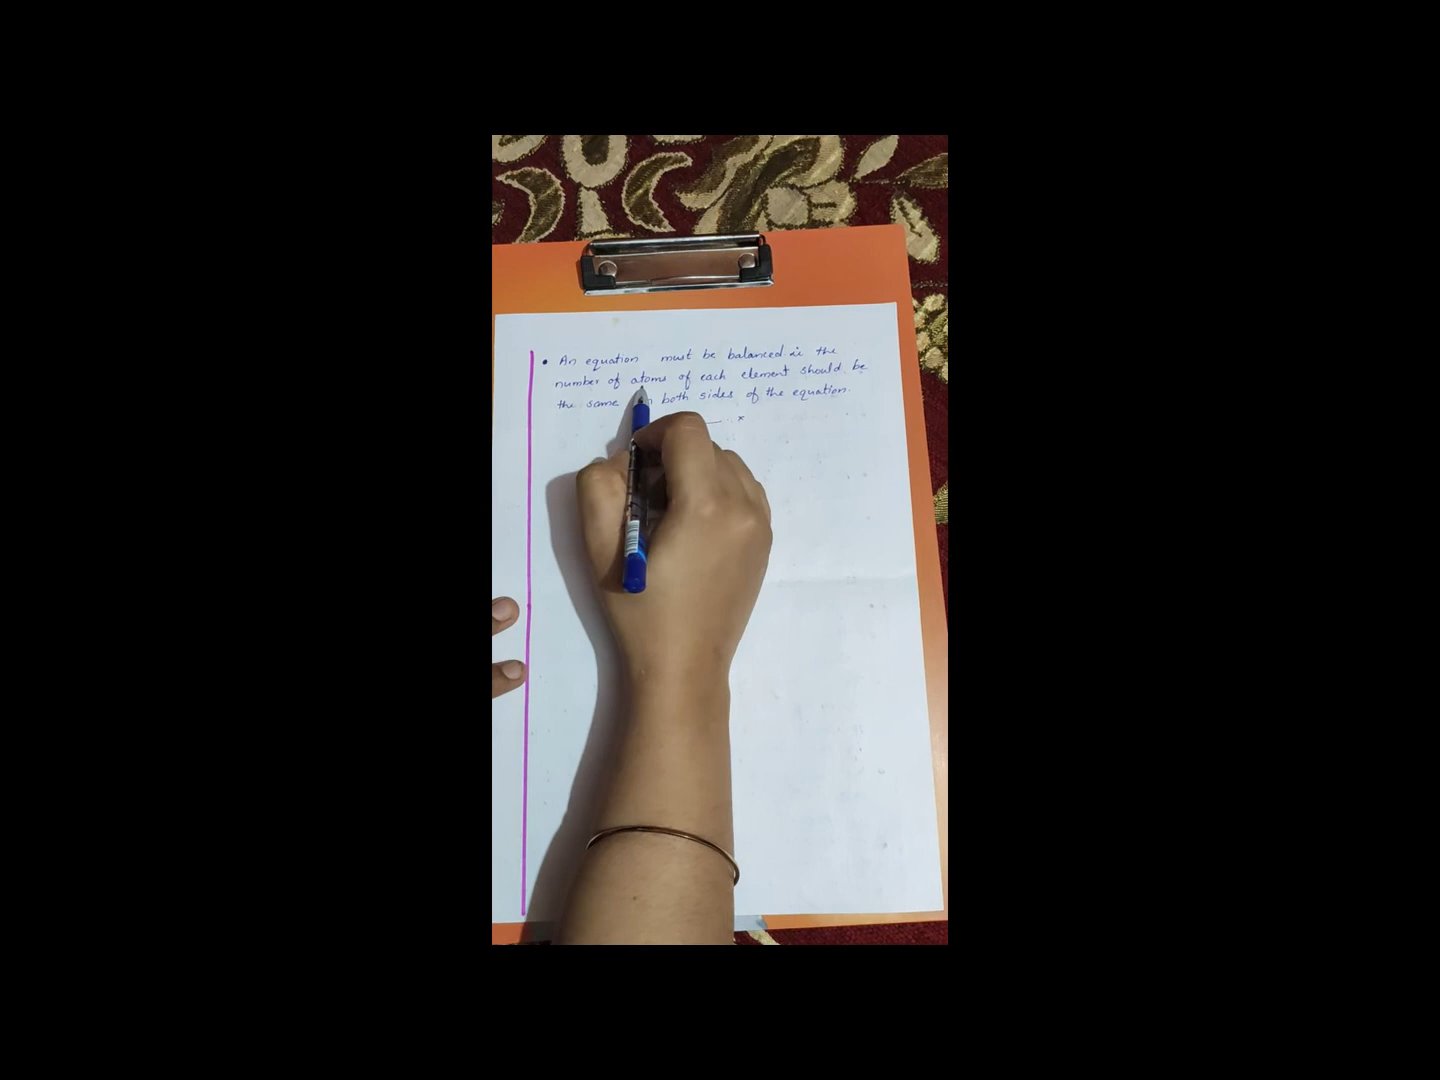 • An equation must be balanced ie the
number of atoms of each element should be
the same both sides of the equation.
x